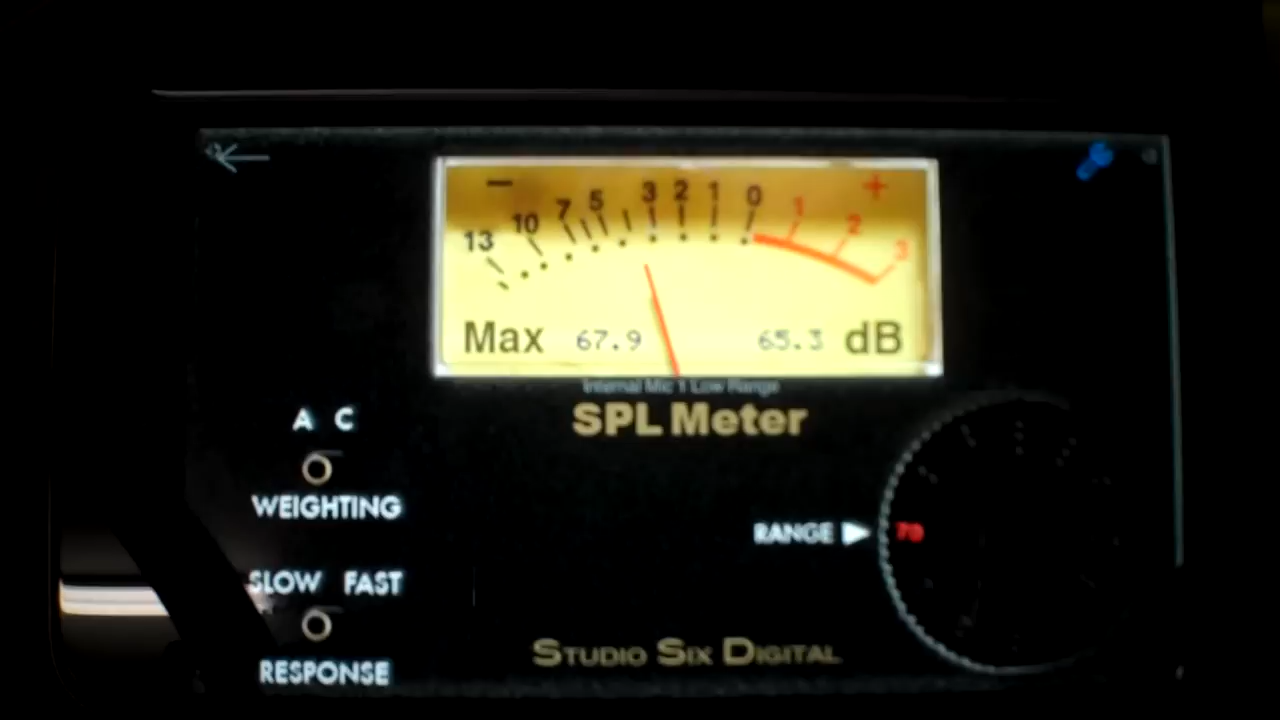 − +
13 10 7 5 3 2 1 0 1 2 3
Max 67.9 65.3 dB
Internal Mic 1 Low Range
SPL Meter
A C
WEIGHTING
RANGE 70
SLOW FAST
RESPONSE
STUDIO SIX DIGITAL